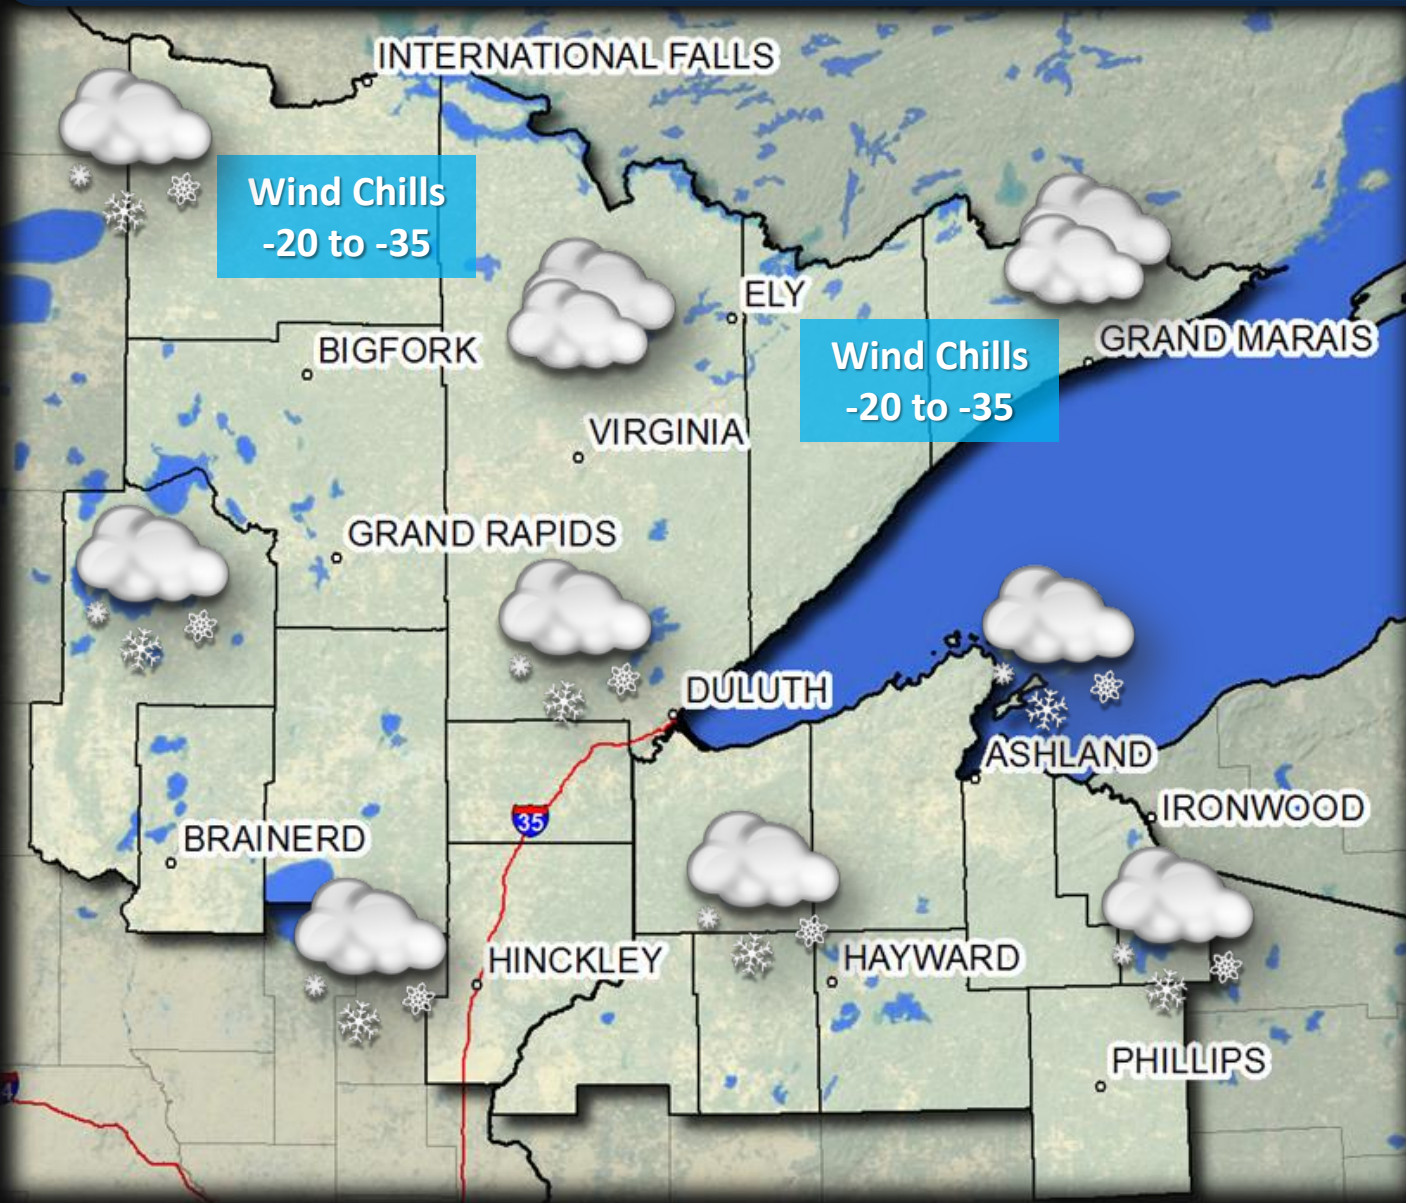 INTERNATIONAL FALLS
Wind Chills
-20 to -35
ELY
BIGFORK
Wind Chills
-20 to -35
GRAND MARAIS
VIRGINIA
GRAND RAPIDS
DULUTH
ASHLAND
IRONWOOD
35
BRAINERD
HINCKLEY
HAYWARD
PHILLIPS
4